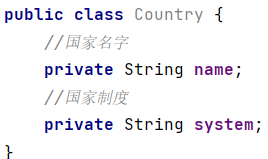 public class Country {
    //国家名字
    private String name;
    //国家制度
    private String system;
}